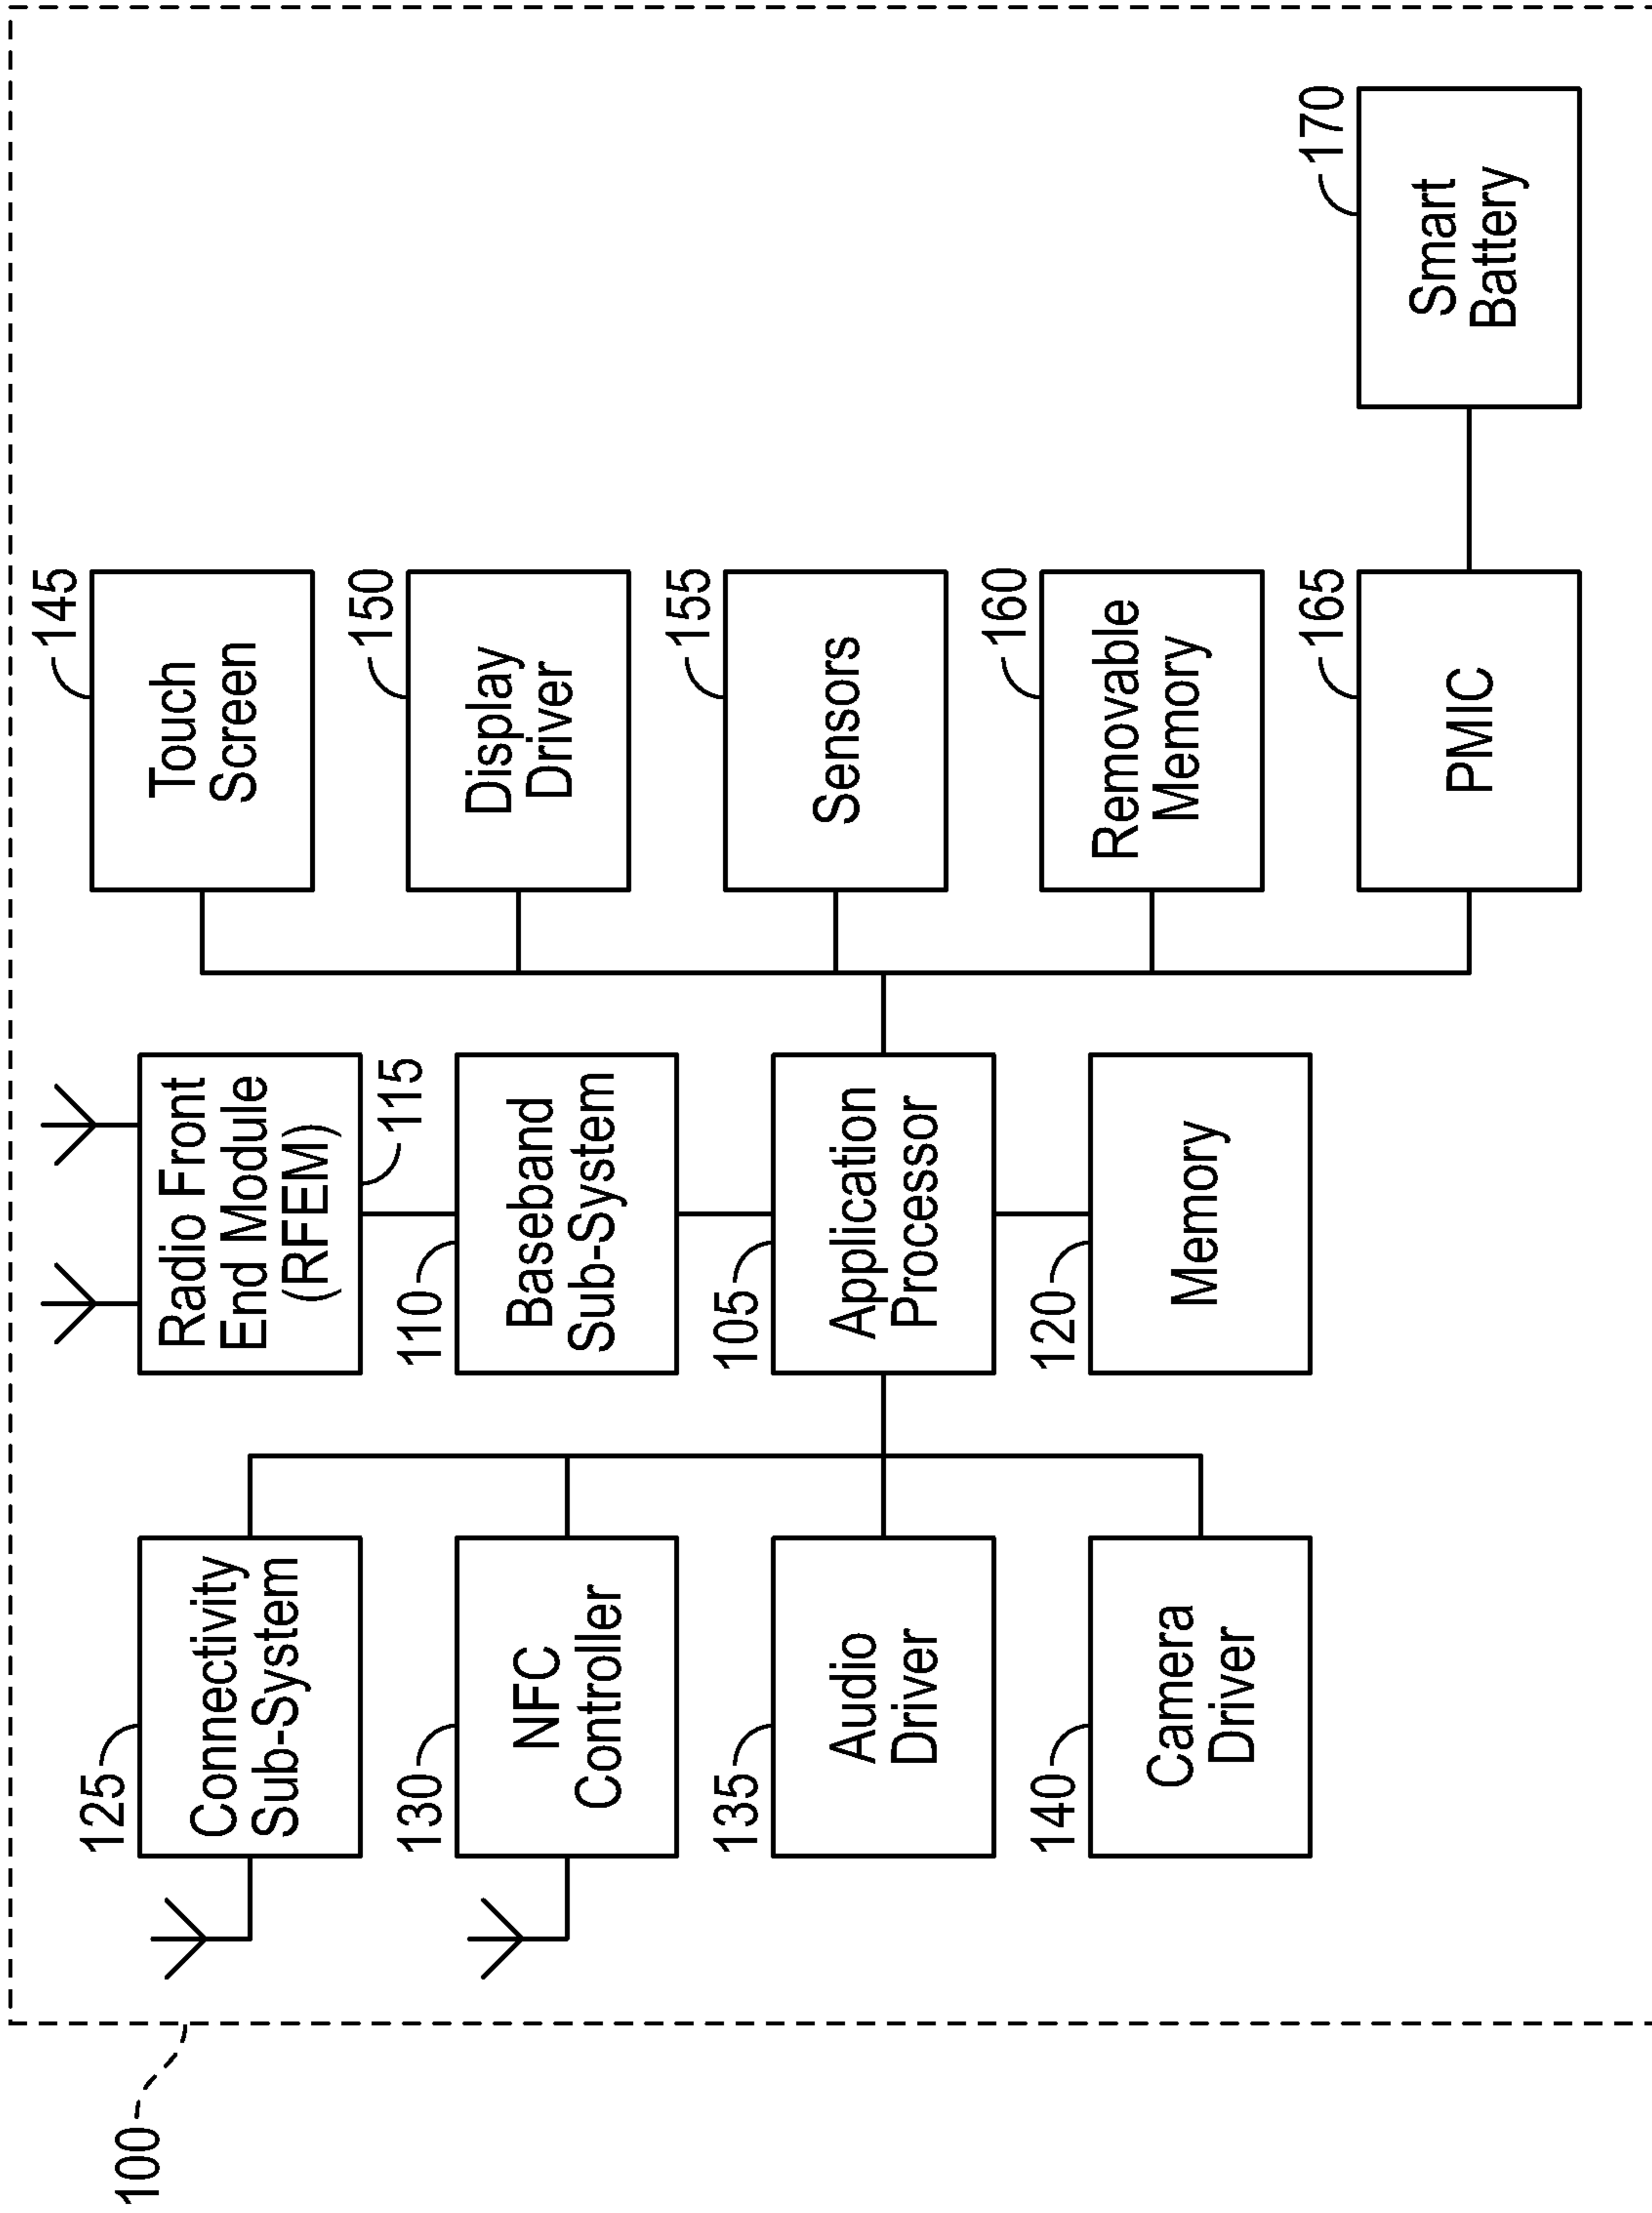 100
125
Connectivity
Sub-System
130
NFC
Controller
135
Audio
Driver
140
Camera
Driver
Radio Front
End Module
(RFEM)
115
110
Baseband
Sub-System
105
Application
Processor
120
Memory
145
Touch
Screen
150
Display
Driver
155
Sensors
160
Removable
Memory
165
PMIC
170
Smart
Battery